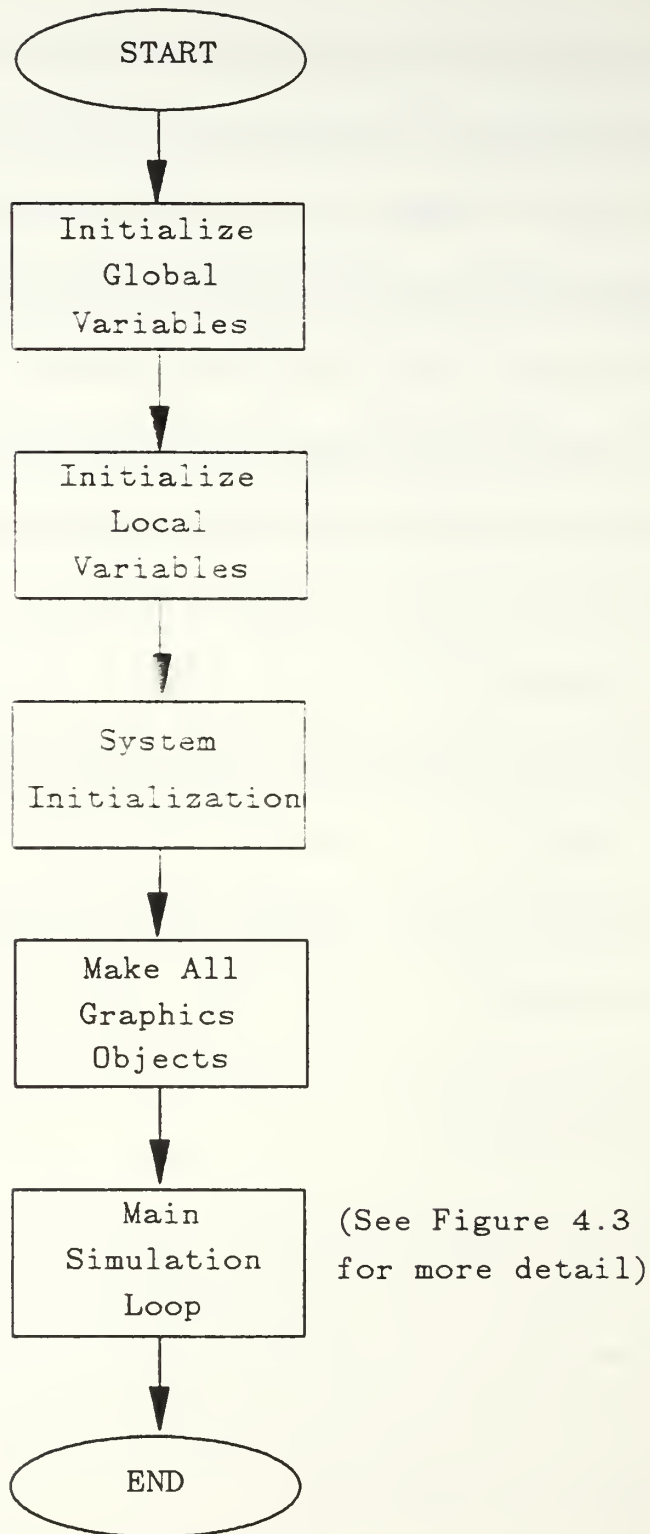 START
Initialize
Global
Variables
Initialize
Local
Variables
System
Initialization
Make All
Graphics
Objects
Main
Simulation
Loop
(See Figure 4.3
for more detail)
END